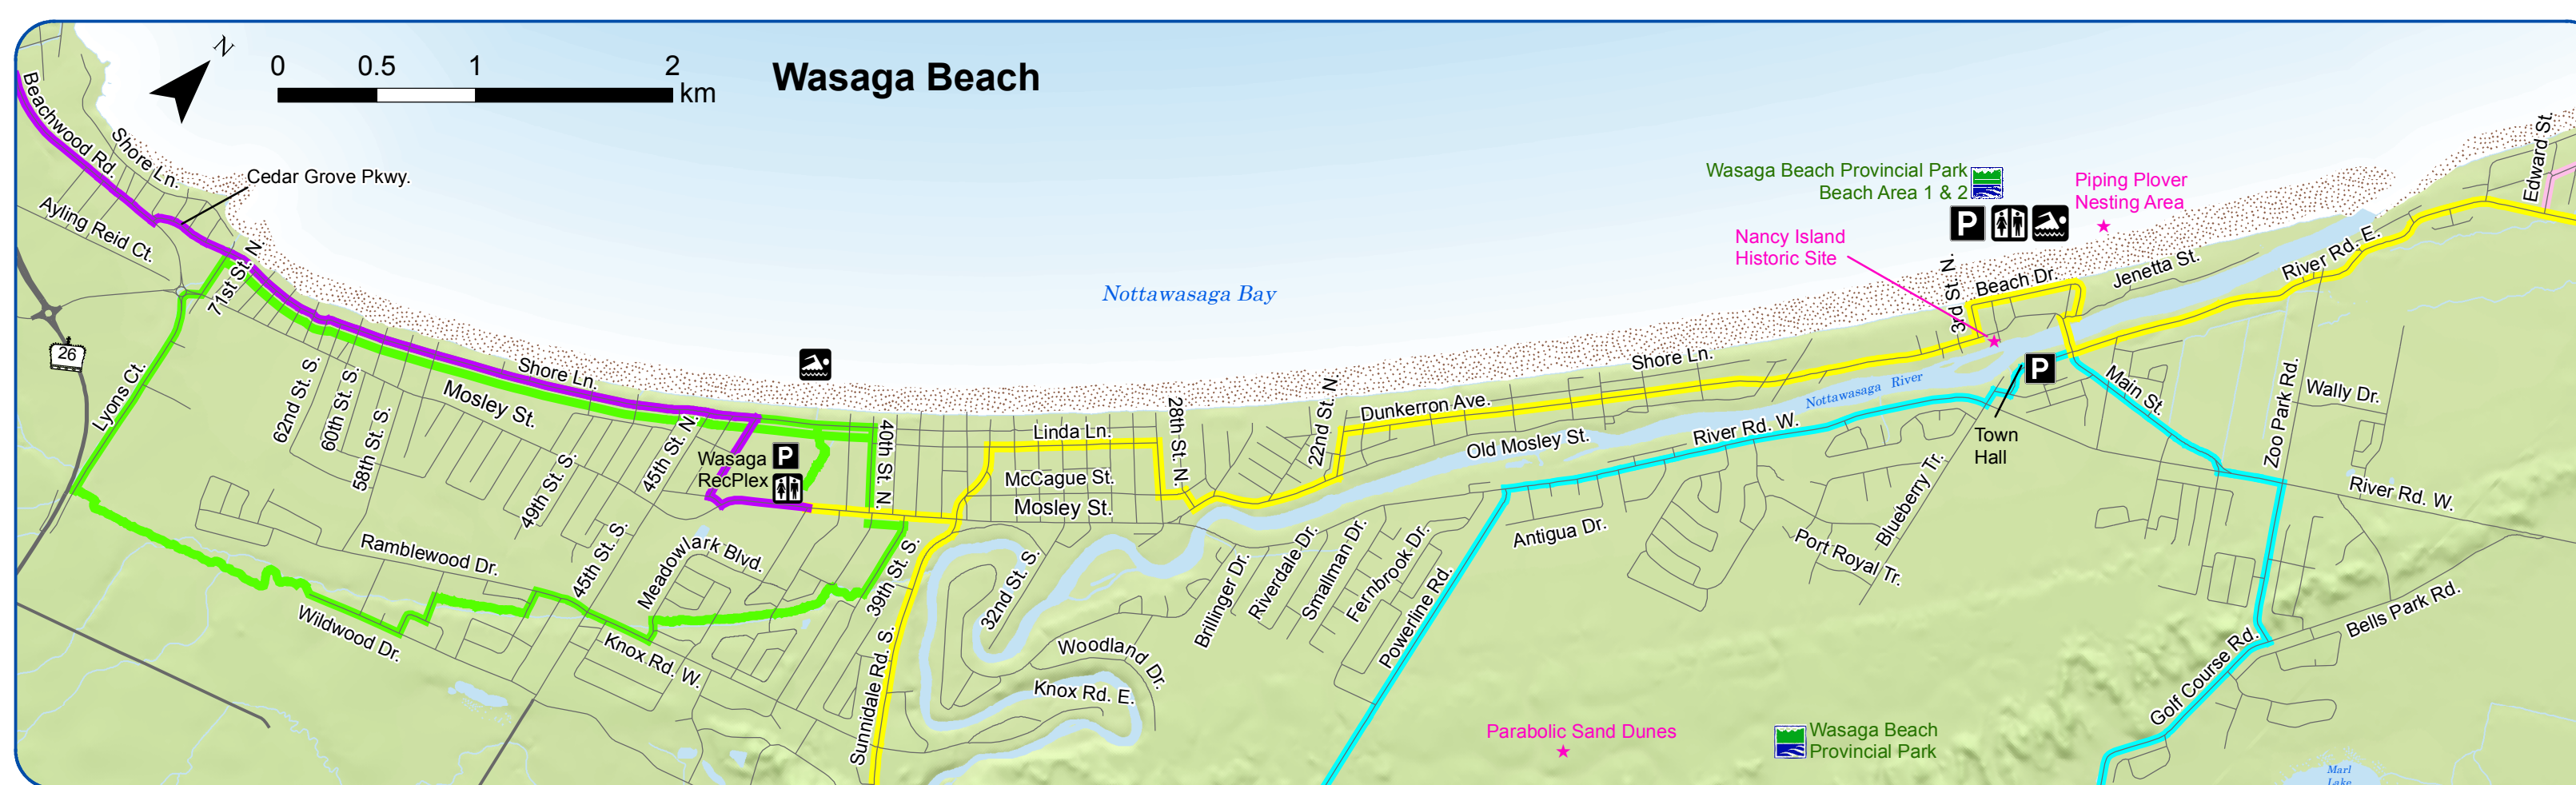 N
0 0.5 1 2
km
Wasaga Beach
Beachwood Rd.
Shore Ln.
Cedar Grove Pkwy.
Ayling Reid Ct.
71st St. N
26
Lyons Ct.
62nd St. S.
60th St. S.
58th St. S.
Mosley St.
Shore Ln.
49th St. S.
45th St. N.
45th St. S.
Wasaga
RecPlex
P
40th St. N.
Ramblewood Dr.
Meadowlark Blvd.
Wildwood Dr.
Knox Rd. W.
39th St. S.
Sunnidale Rd. S.
Nottawasaga Bay
Linda Ln.
McCague St.
Mosley St.
28th St. N.
22nd St. N.
32nd St. S.
Woodland Dr.
Knox Rd. E.
Brillinger Dr.
Riverdale Dr.
Smallman Dr.
Fernbrook Dr.
Powerline Rd.
Dunkerron Ave.
Old Mosley St.
Shore Ln.
River Rd. W.
Nottawasaga River
Antigua Dr.
Port Royal Tr.
Blueberry Tr.
Wasaga Beach Provincial Park
Beach Area 1 & 2
P
Piping Plover
Nesting Area
Nancy Island
Historic Site
3rd St. N.
Beach Dr.
Jenetta St.
River Rd. E.
Edward St.
P
Town
Hall
Main St.
Zoo Park Rd.
Wally Dr.
River Rd. W.
Bells Park Rd.
Golf Course Rd.
Parabolic Sand Dunes
Wasaga Beach
Provincial Park
Marl
Lake